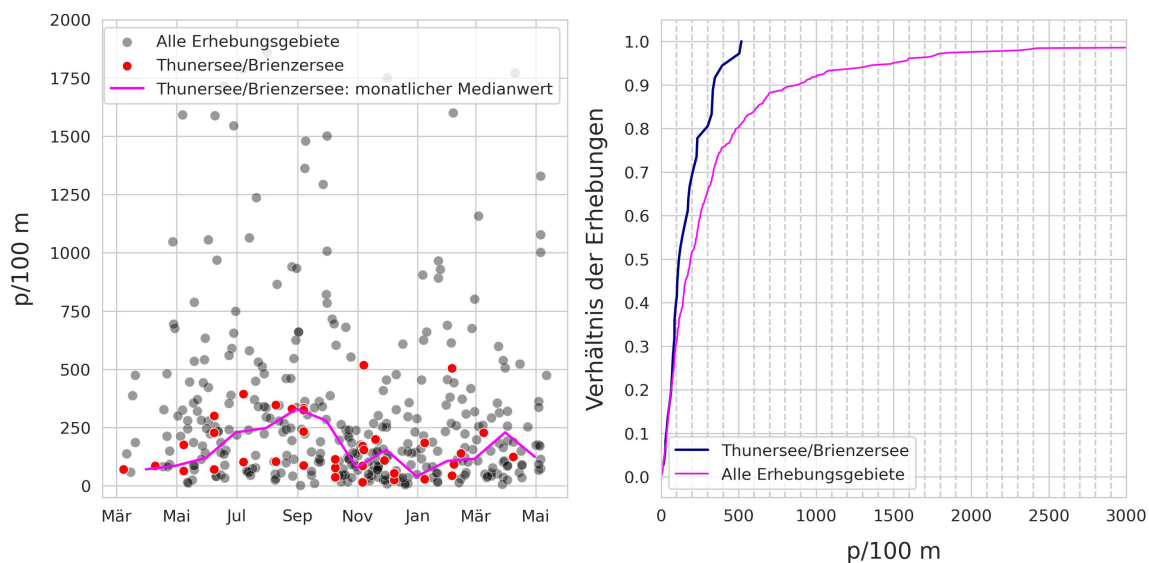 2000
1750
1500
1250
1000
750
500
250
0
p/100 m
Alle Erhebungsgebiete
Thunersee/Brienzersee
Thunersee/Brienzersee: monatlicher Medianwert
Mär Mai Jul Sep Nov Jan Mär Mai
1.0
0.9
0.8
0.7
0.6
0.5
0.4
0.3
0.2
0.1
0.0
Verhältnis der Erhebungen
Thunersee/Brienzersee
Alle Erhebungsgebiete
0 500 1000 1500 2000 2500 3000
p/100 m